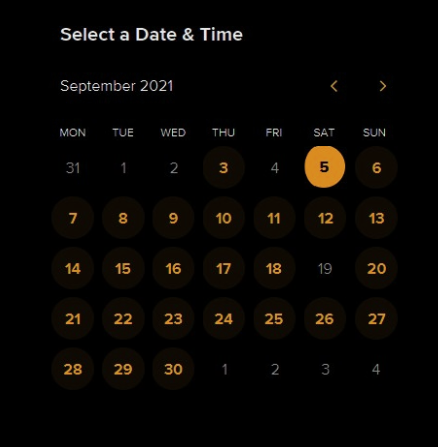 Select a Date & Time
September 2021
MON TUE WED THU FRI SAT SUN
31 1 2 3 4 5 6
7 8 9 10 11 12 13
14 15 16 17 18 19 20
21 22 23 24 25 26 27
28 29 30 1 2 3 4